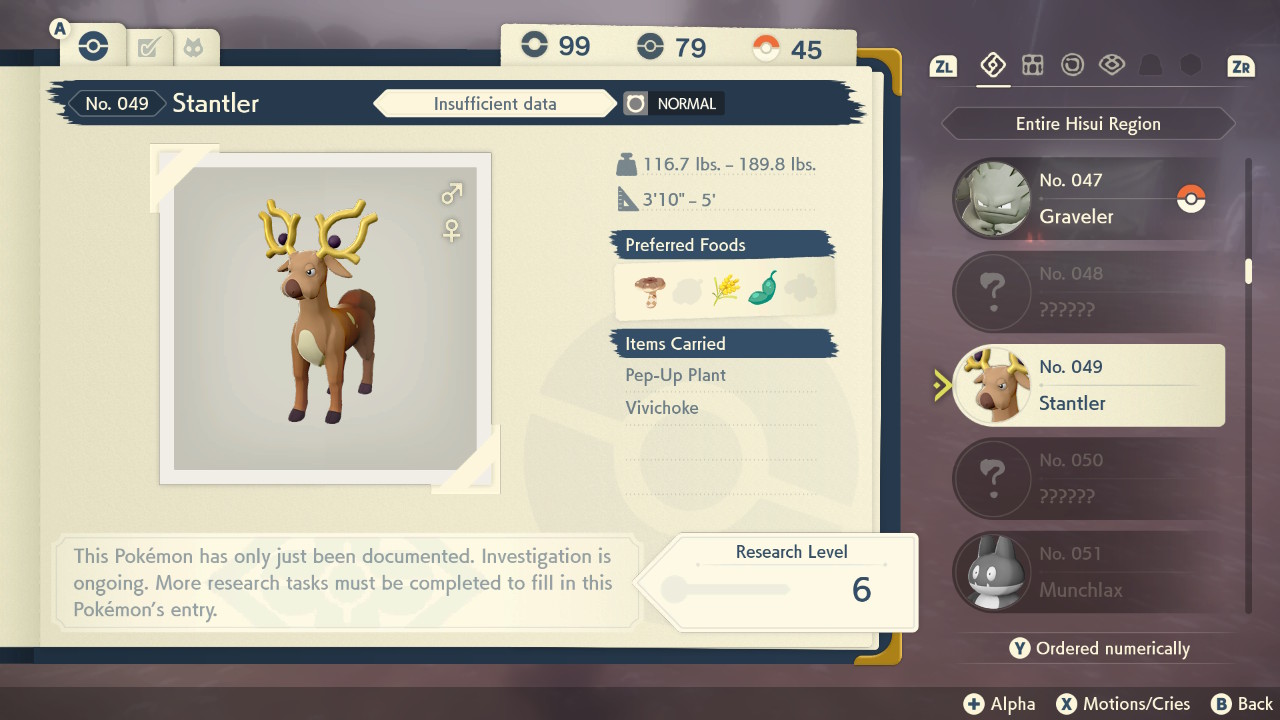 A
99
79
45
ZL
ZR
No. 049
Stantler
Insufficient data
NORMAL
116.7 lbs. – 189.8 lbs.
3'10" – 5'
Preferred Foods
Items Carried
Pep-Up Plant
Vivichoke
This Pokémon has only just been documented. Investigation is
ongoing. More research tasks must be completed to fill in this
Pokémon's entry.
Research Level
6
Entire Hisui Region
No. 047
Graveler
No. 048
??????
No. 049
Stantler
No. 050
??????
No. 051
Munchlax
Y Ordered numerically
+ Alpha X Motions/Cries B Back